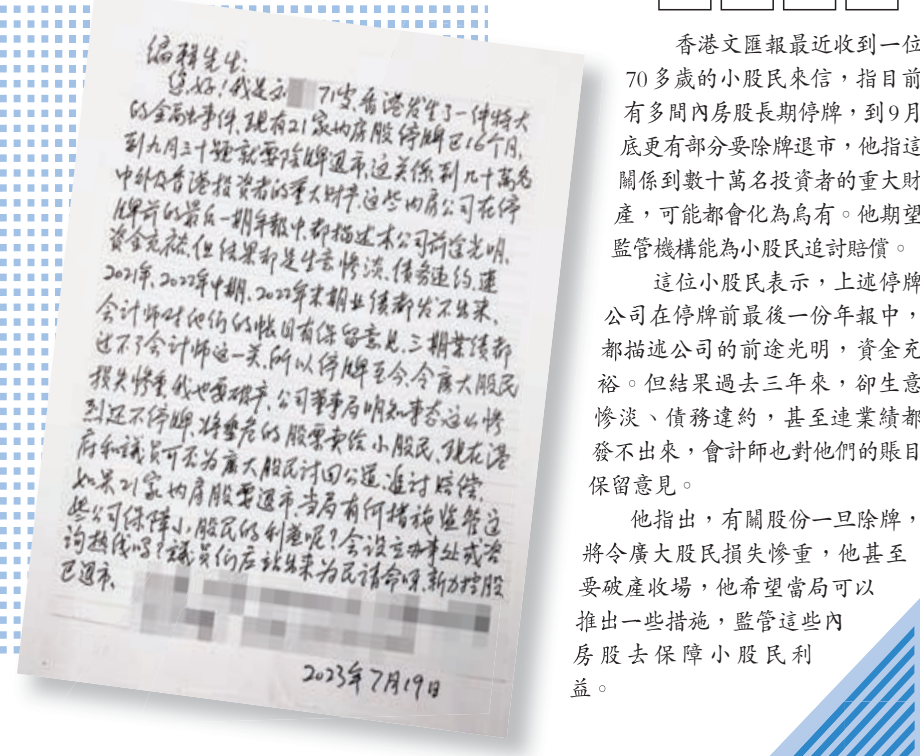 编辑先生:
您好!我是刘 71岁,香港发生了一件特大
的金融事件,现有21家内房股停牌已16个月,
到九月三十号就要除牌退市,这关係到几十萬名
中外及香港投资者的重大财产,这些内房公司在停
牌前的最后一期年報中,都描述本公司前途光明,
资金充裕,但结果却是生意惨淡,债务违约,连
2021年,2022年中期,2022年末期业绩都发不出来,
会计师对他们的帐目有保留意见,三期業绩都
过不了会计师这一关,所以停牌至今,令廣大股民
损失惨重,我也要破产,公司董事局明知事态这么惨
到还不停牌,将垫危的股票卖给小股民,现在港
府和议员可否为廣大股民讨回公道,追討赔偿,
如果21家内房股要退市,当局有何措施监管这
些公司保障小股民的利益呢?会设立办事处或咨
询热线吗?議员们应站出来为民请命呀,新力控股
已退市,
2023年7月19日
香港文匯報最近收到一位
70多歲的小股民來信,指目前
有多間內房股長期停牌,到9月
底更有部分要除牌退市,他指這
關係到數十萬名投資者的重大財
產,可能都會化為烏有。他期望
監管機構能為小股民追討賠償。
這位小股民表示,上述停牌
公司在停牌前最後一份年報中,
都描述公司的前途光明,資金充
裕。但結果過去三年來,卻生意
慘淡、債務違約,甚至連業績都
發不出來,會計師也對他們的賬目
保留意見。
他指出,有關股份一旦除牌,
將令廣大股民損失慘重,他甚至
要破產收場,他希望當局可以
推出一些措施,監管這些內
房股去保障小股民利
益。